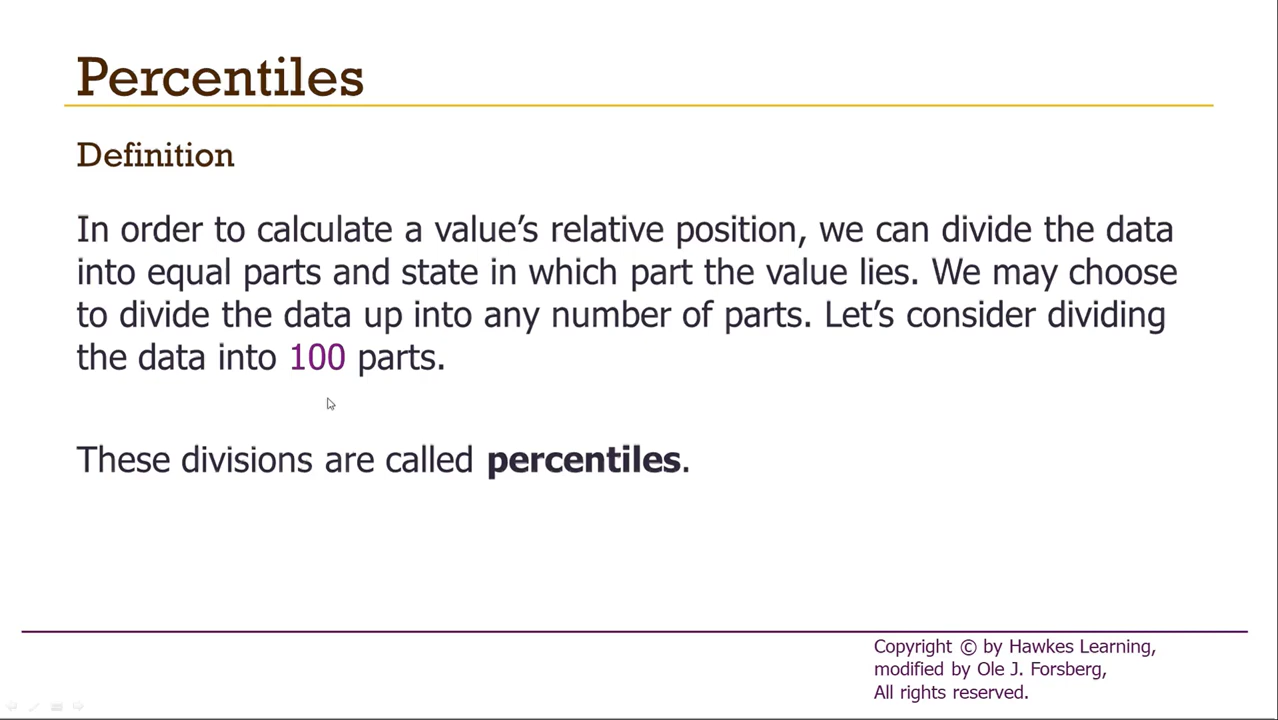 Percentiles
Definition
In order to calculate a value’s relative position, we can divide the data
into equal parts and state in which part the value lies. We may choose
to divide the data up into any number of parts. Let’s consider dividing
the data into 100 parts.
These divisions are called percentiles.
Copyright © by Hawkes Learning,
modified by Ole J. Forsberg,
All rights reserved.